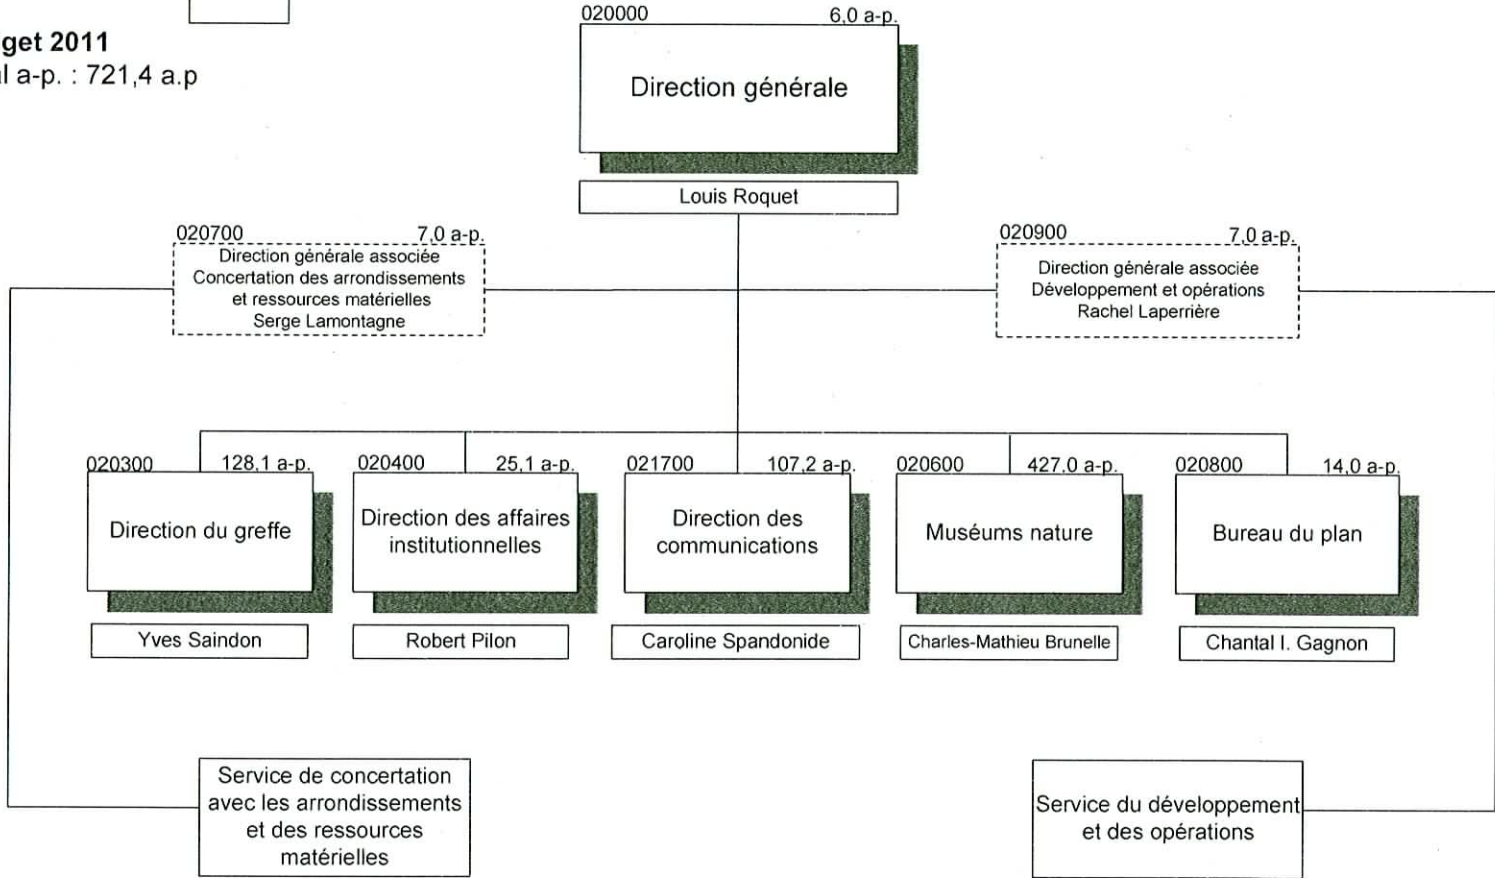 get 2011
l a-p. : 721,4 a.p
020000 6,0 a-p.
Direction générale
Louis Roquet
020700 7,0 a-p.
Direction générale associée
Concertation des arrondissements
et ressources matérielles
Serge Lamontagne
020900 7,0 a-p.
Direction générale associée
Développement et opérations
Rachel Laperrière
020300 128,1 a-p.
Direction du greffe
Yves Saindon
020400 25,1 a-p.
Direction des affaires
institutionnelles
Robert Pilon
021700 107,2 a-p.
Direction des
communications
Caroline Spandonide
020600 427,0 a-p.
Muséums nature
Charles-Mathieu Brunelle
020800 14,0 a-p.
Bureau du plan
Chantal I. Gagnon
Service de concertation
avec les arrondissements
et des ressources
matérielles
Service du développement
et des opérations